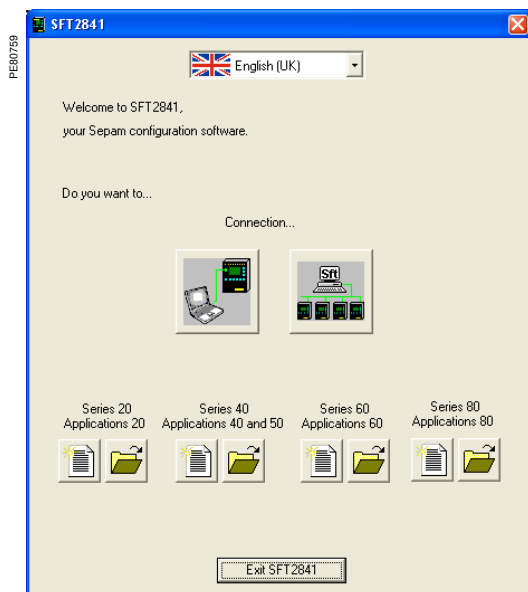 PE80759
SFT2841
English (UK)
Welcome to SFT2841,
your Sepam configuration software.
Do you want to...
Connection...
Sft
Series 20
Applications 20
Series 40
Applications 40 and 50
Series 60
Applications 60
Series 80
Applications 80
Exit SFT2841